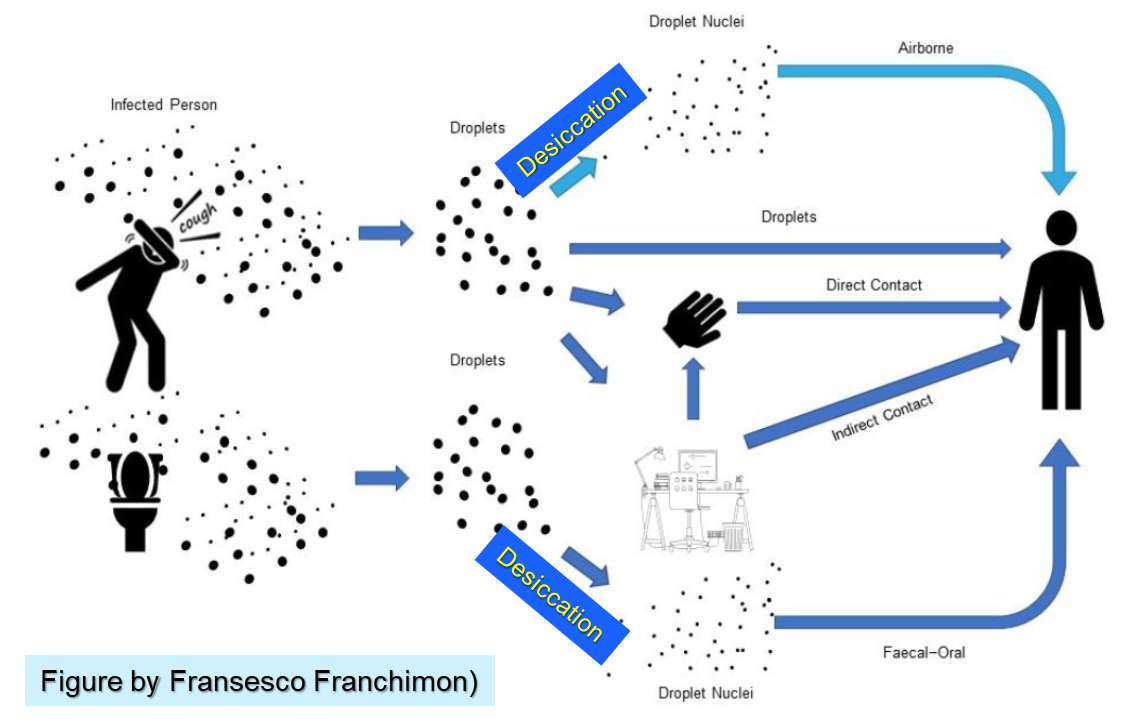 Droplet Nuclei
Airborne
Infected Person
Droplets
Desiccation
cough
Droplets
Direct Contact
Droplets
Indirect Contact
Desiccation
Faecal-Oral
Droplet Nuclei
Figure by Fransesco Franchimon)